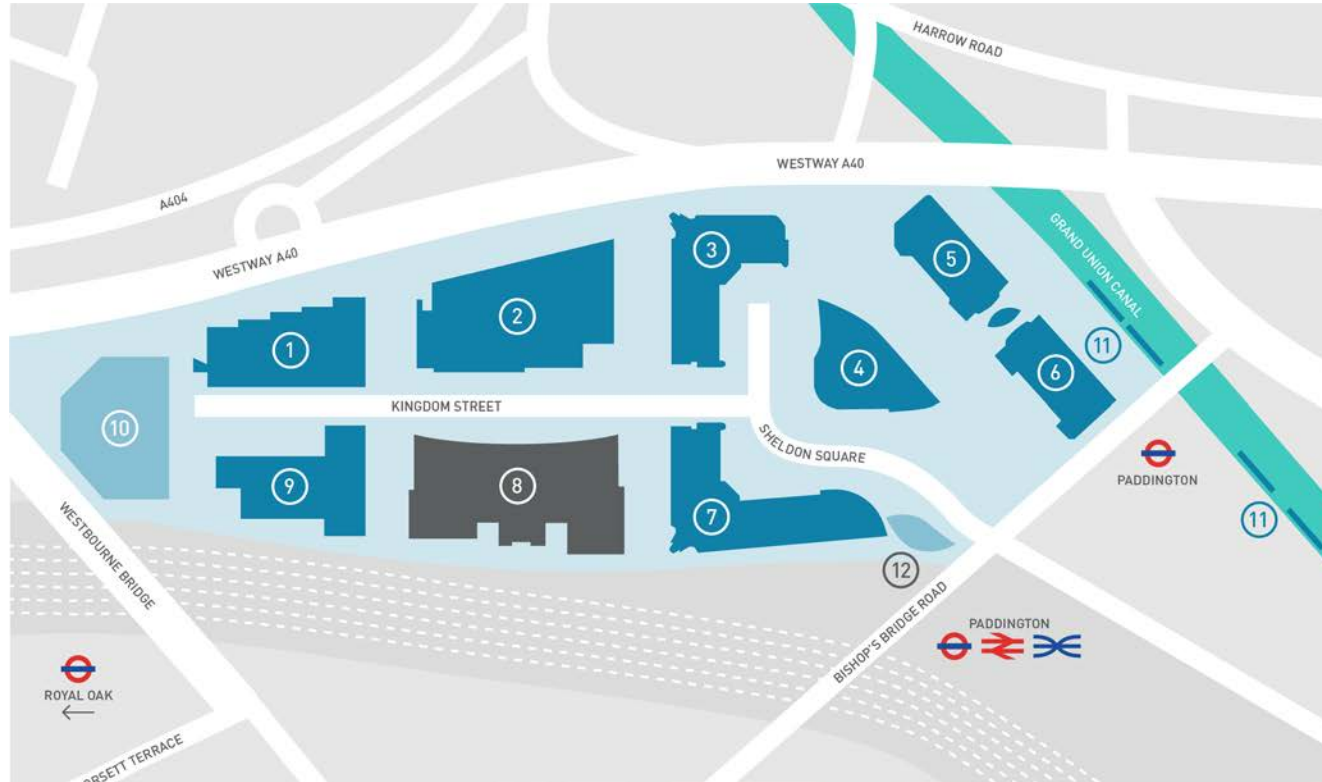 HARROW ROAD
WESTWAY A40
A404
WESTWAY A40
GRAND UNION CANAL
3
5
2
1
11
4
6
KINGDOM STREET
10
SHELDON SQUARE
PADDINGTON
9
8
7
11
WESTBOURNE BRIDGE
12
BISHOP'S BRIDGE ROAD
PADDINGTON
ROYAL OAK
←
ORSETT TERRACE